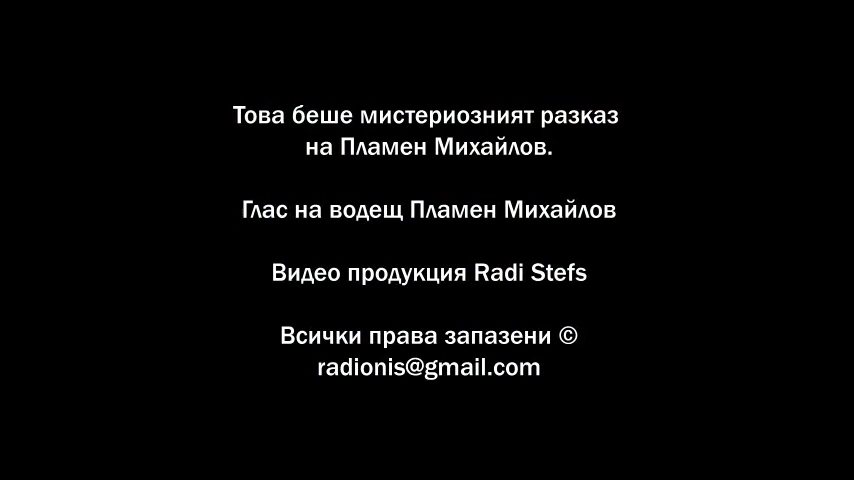 Това беше мистериозният разказ
на Пламен Михайлов.
Глас на водещ Пламен Михайлов
Видео продукция Radi Stefs
Всички права запазени ©
radionis@gmail.com